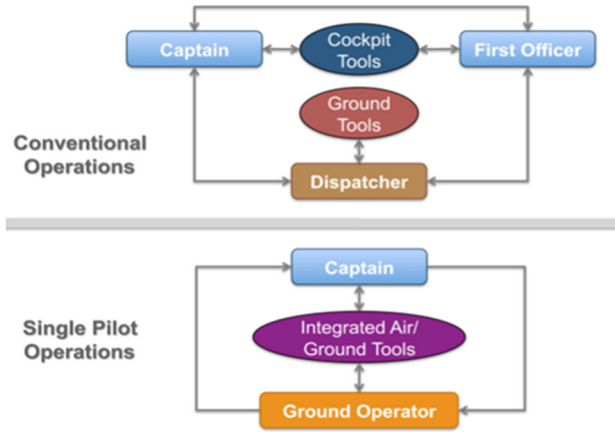 Captain
Cockpit
Tools
First Officer
Ground
Tools
Conventional
Operations
Dispatcher
Captain
Single Pilot
Operations
Integrated Air/
Ground Tools
Ground Operator